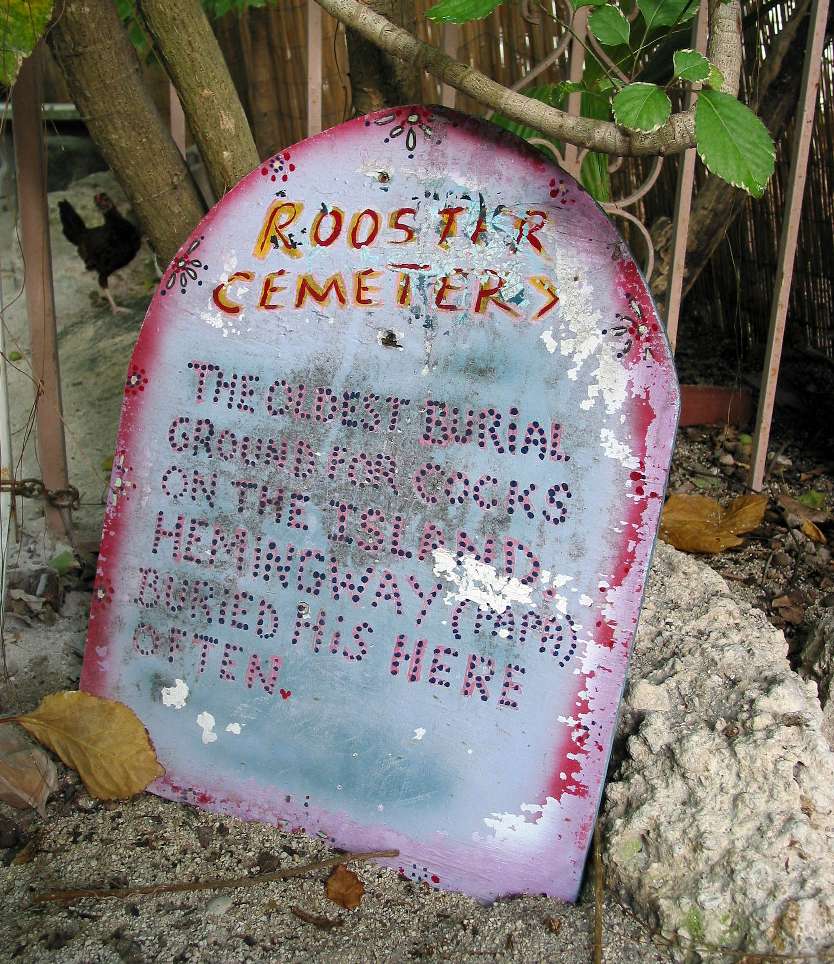 ROOSTER
CEMETERY
THE OLDEST BURIAL
GROUND FOR COCKS
ON THE ISLAND.
HEMINGWAY (PAPA)
BURIED HIS HERE
OFTEN.